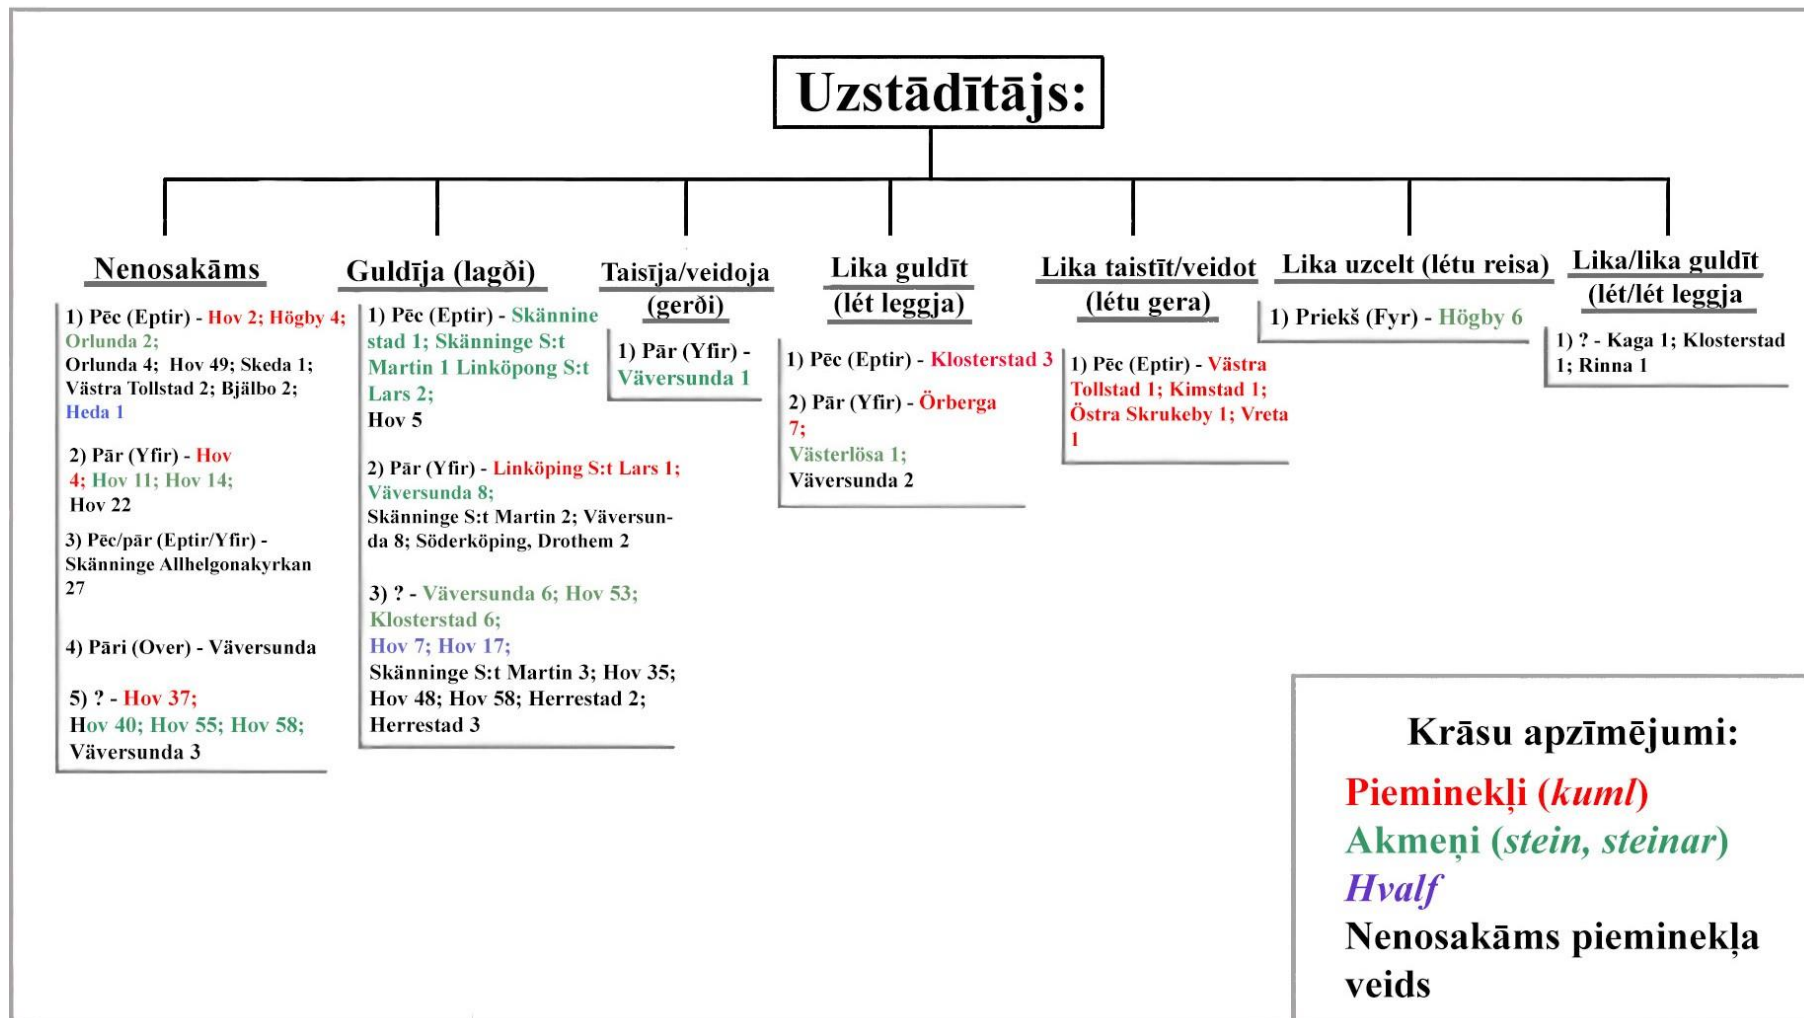 Uzstādītājs:
Nenosakāms
1) Pēc (Eptir) - Hov 2; Högby 4;
Orlunda 2;
Orlunda 4; Hov 49; Skeda 1;
Västra Tollstad 2; Bjälbo 2;
Heda 1
2) Pār (Yfir) - Hov
4; Hov 11; Hov 14;
Hov 22
3) Pēc/pār (Eptir/Yfir) -
Skänninge Allhelgonakyrkan
27
4) Pāri (Over) - Väversunda
5) ? - Hov 37;
Hov 40; Hov 55; Hov 58;
Väversunda 3
Guldīja (lagði)
1) Pēc (Eptir) - Skännine
stad 1; Skänninge S:t
Martin 1 Linköpong S:t
Lars 2;
Hov 5
2) Pār (Yfir) - Linköping S:t Lars 1;
Väversunda 8;
Skänninge S:t Martin 2; Väversun-
da 8; Söderköping, Drothem 2
3) ? - Väversunda 6; Hov 53;
Klosterstad 6;
Hov 7; Hov 17;
Skänninge S:t Martin 3; Hov 35;
Hov 48; Hov 58; Herrestad 2;
Herrestad 3
Taisīja/veidoja
(gerði)
1) Pār (Yfir) -
Väversunda 1
Lika guldīt
(lét leggja)
1) Pēc (Eptir) - Klosterstad 3
2) Pār (Yfir) - Örberga
7;
Västerlösa 1;
Väversunda 2
Lika taistīt/veidot
(létu gera)
1) Pēc (Eptir) - Västra
Tollstad 1; Kimstad 1;
Östra Skrukeby 1; Vreta
1
Lika uzcelt (létu reisa)
1) Priekš (Fyr) - Högby 6
Lika/lika guldīt
(lét/lét leggja
1) ? - Kaga 1; Klosterstad
1; Rinna 1
Krāsu apzīmējumi:
Pieminekļi (kuml)
Akmeņi (stein, steinar)
Hvalf
Nenosakāms pieminekļa
veids